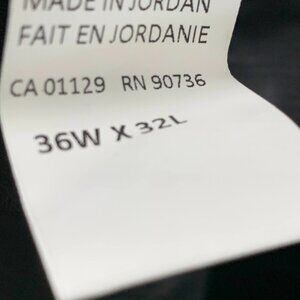 MADE IN JORDAN
FAIT EN JORDANIE
CA 01129 RN 90736
36W X 32L